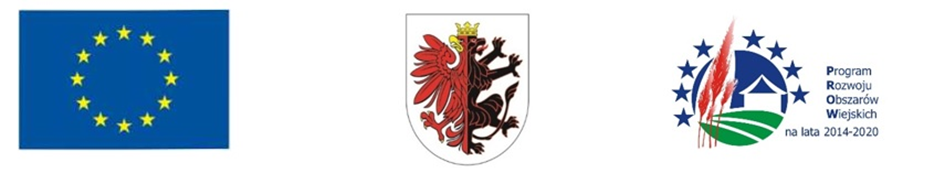 Program
Rozwoju
Obszarów
Wiejskich
na lata 2014-2020